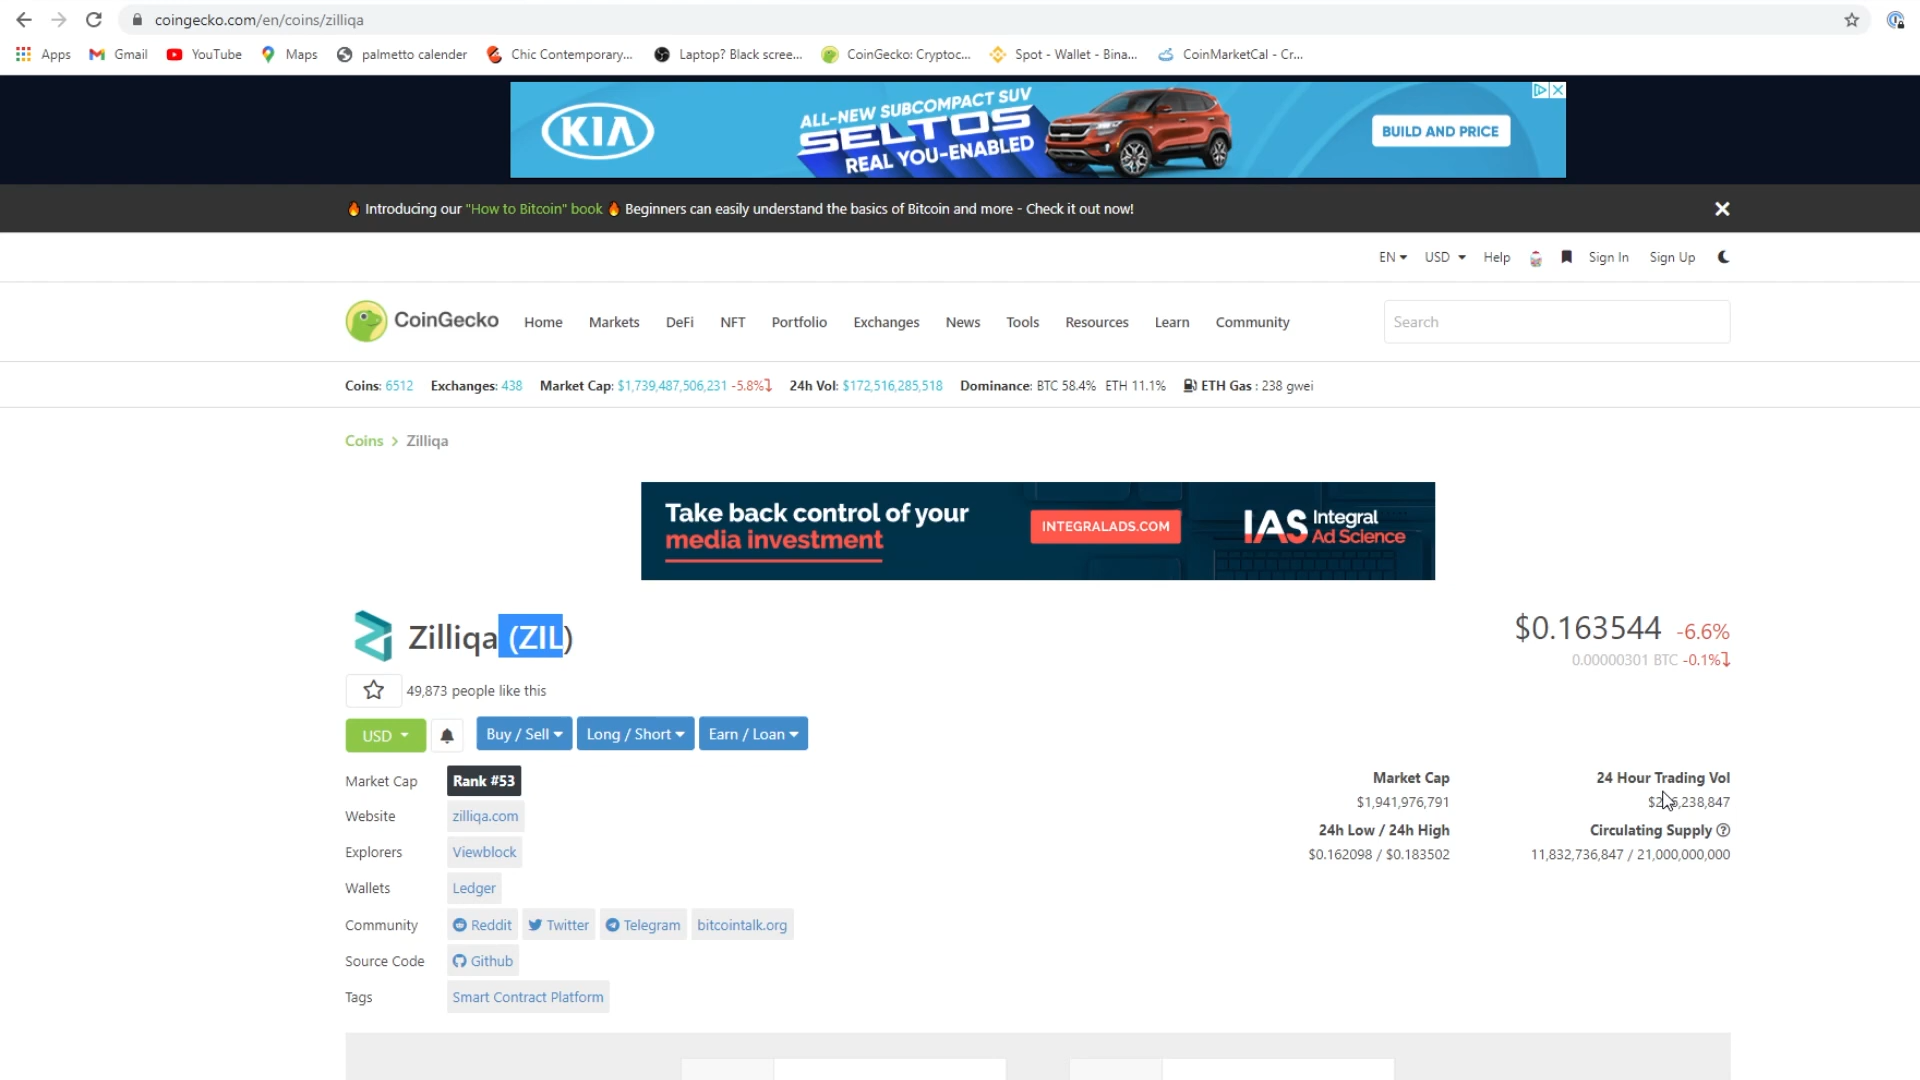 coingecko.com/en/coins/zilliqa
Apps Gmail YouTube Maps palmetto calender Chic Contemporary... Laptop? Black scree... CoinGecko: Cryptoc... Spot - Wallet - Bina... CoinMarketCal - Cr...
KIA
ALL-NEW SUBCOMPACT SUV
SELTOS
REAL YOU-ENABLED
BUILD AND PRICE
Introducing our "How to Bitcoin" book Beginners can easily understand the basics of Bitcoin and more - Check it out now!
EN USD Help Sign In Sign Up
CoinGecko Home Markets DeFi NFT Portfolio Exchanges News Tools Resources Learn Community Search
Coins: 6512 Exchanges: 438 Market Cap: $1,739,487,506,231 -5.8% 24h Vol: $172,516,285,518 Dominance: BTC 58.4% ETH 11.1% ETH Gas : 238 gwei
Coins > Zilliqa
Take back control of your
media investment
INTEGRALADS.COM
IAS Integral
Ad Science
Zilliqa (ZIL)
$0.163544 -6.6%
0.00000301 BTC -0.1%
49,873 people like this
USD Buy / Sell Long / Short Earn / Loan
Market Cap Rank #53
Website zilliqa.com
Explorers Viewblock
Wallets Ledger
Community Reddit Twitter Telegram bitcointalk.org
Source Code Github
Tags Smart Contract Platform
Market Cap
$1,941,976,791
24 Hour Trading Vol
24h Low / 24h High
$0.162098 / $0.183502
Circulating Supply
11,832,736,847 / 21,000,000,000